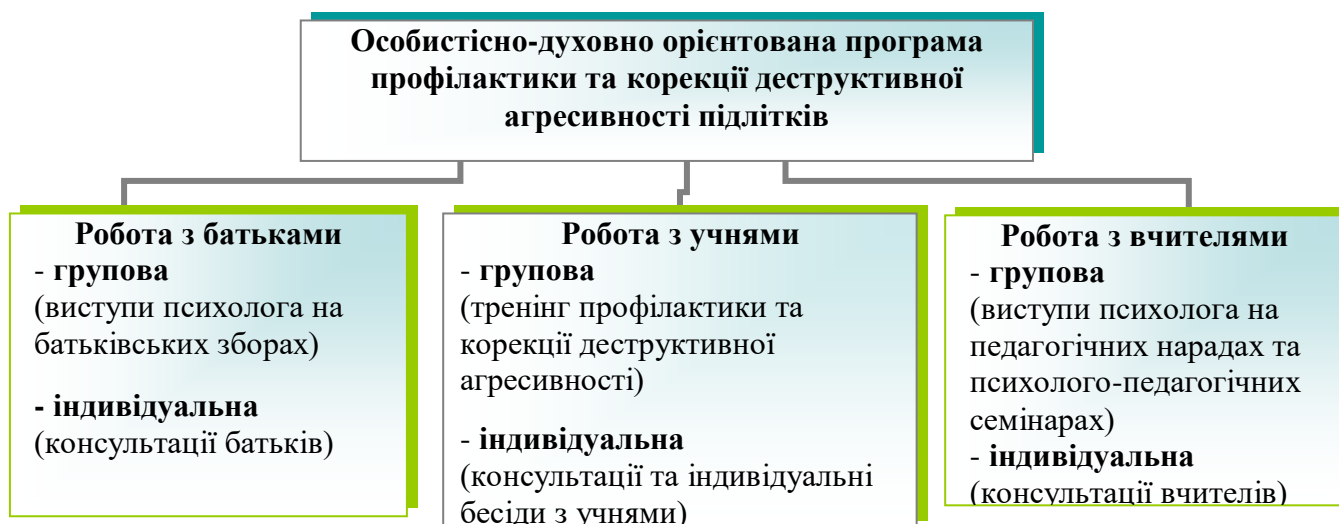 Особистісно-духовно орієнтована програма
профілактики та корекції деструктивної
агресивності підлітків
Робота з батьками
- групова
(виступи психолога на
батьківських зборах)
- індивідуальна
(консультації батьків)
Робота з учнями
- групова
(тренінг профілактики та
корекції деструктивної
агресивності)
- індивідуальна
(консультації та індивідуальні
бесіди з учнями)
Робота з вчителями
- групова
(виступи психолога на
педагогічних нарадах та
психолого-педагогічних
семінарах)
- індивідуальна
(консультації вчителів)